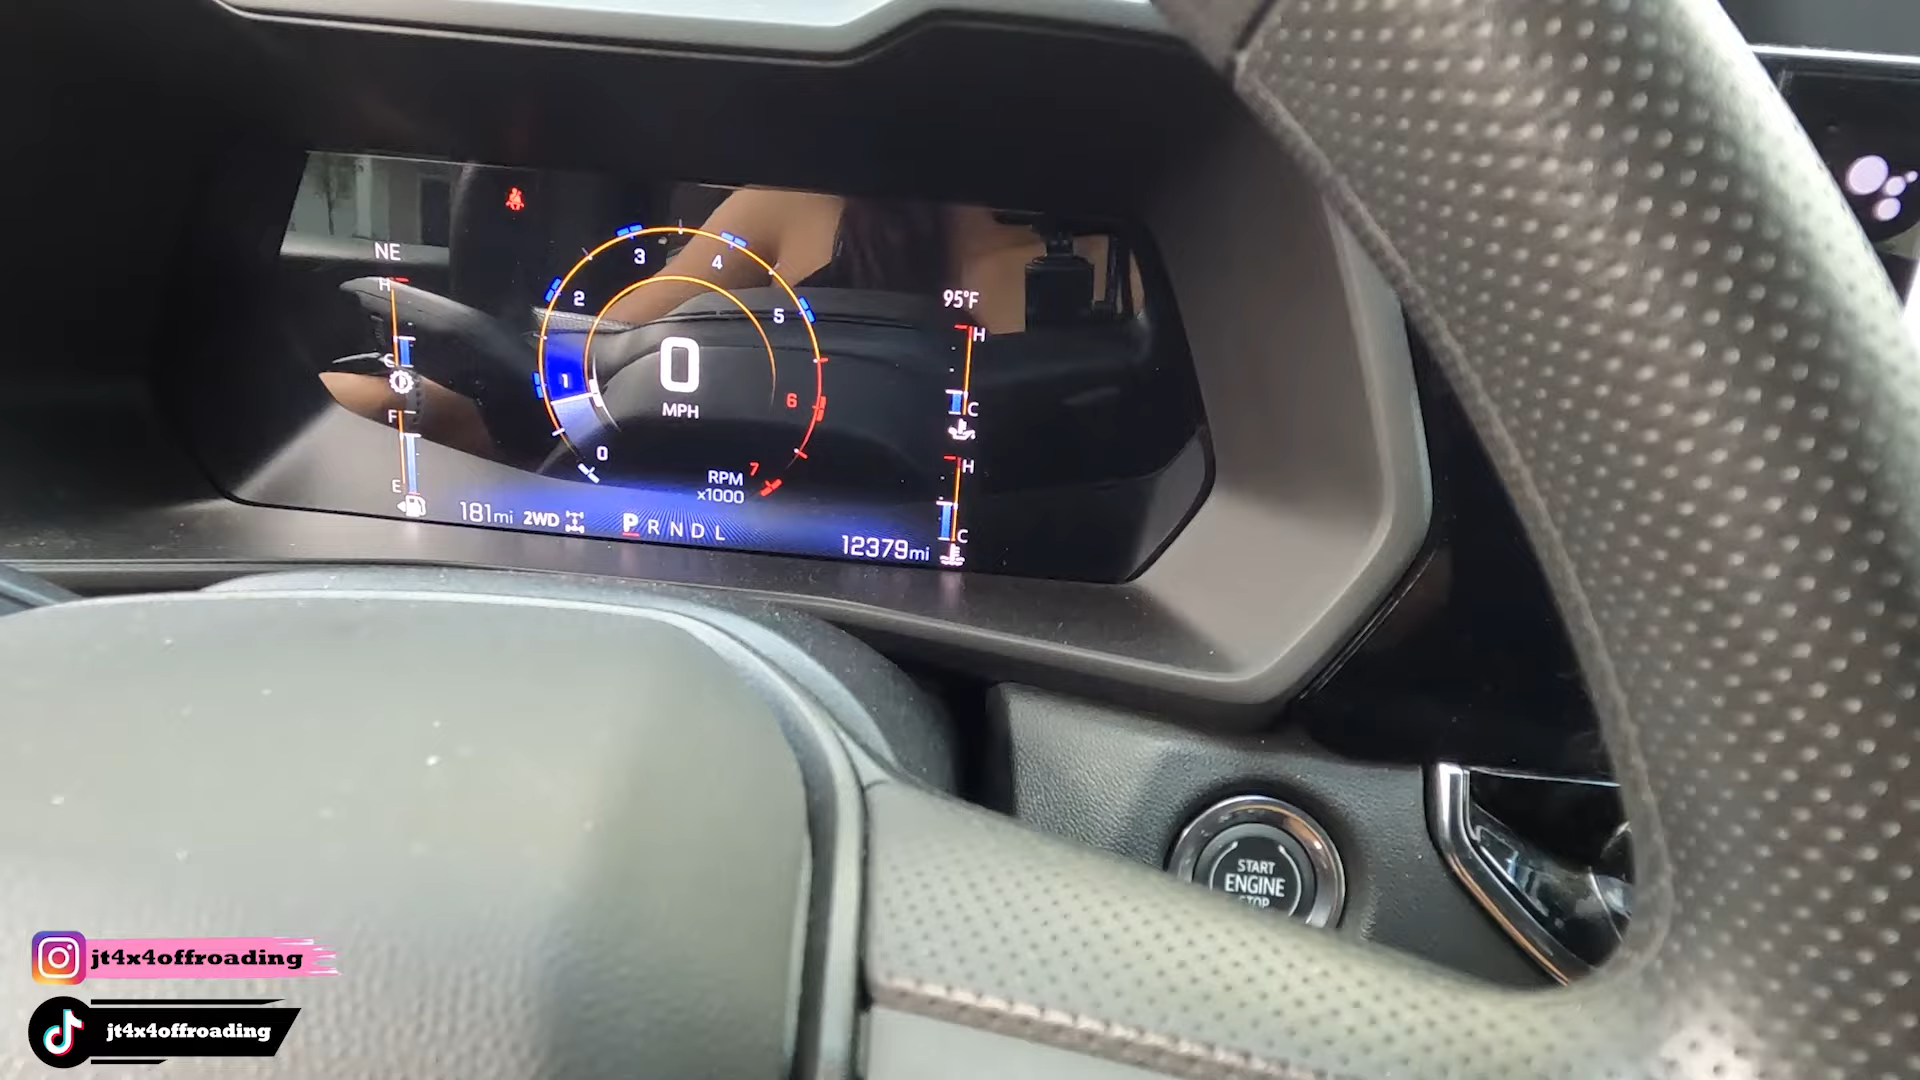 NE
H
C
F
E
181mi 2WD
P R N D L
0
1
2
3
4
5
6
7
0
MPH
RPM
x1000
95°F
H
C
H
C
12379mi
START
ENGINE
STOP
jt4x4offroading
jt4x4offroading